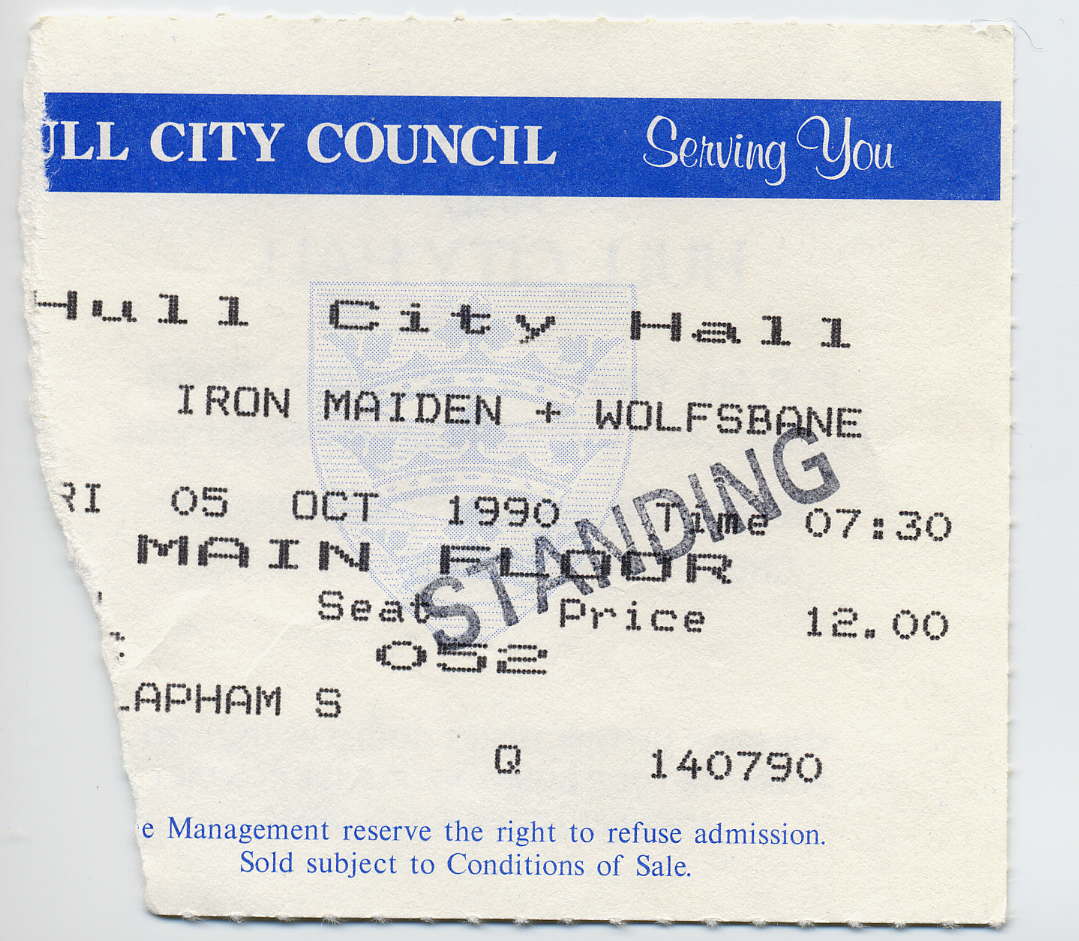 ULL CITY COUNCIL Serving You
Hull City Hall
IRON MAIDEN + WOLFSBANE
RI 05 OCT 1990 Time 07:30
MAIN FLOOR
STANDING
Seat Price 12.00
052
LAPHAM S
Q 140790
e Management reserve the right to refuse admission.
Sold subject to Conditions of Sale.